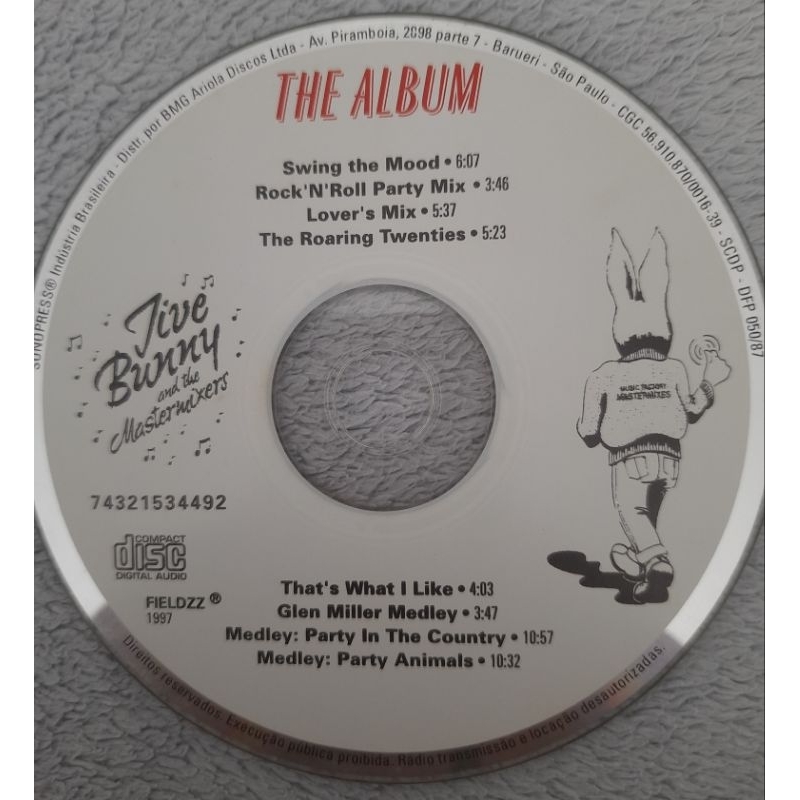 SONOPRESS® Indústria Brasileira - Distr. por BMG Ariola Discos Ltda - Av. Piramboia, 2898 parte 7 - Barueri - São Paulo - CGC 56.910.870/0016-39 - SCDP - DFP 050/87
THE ALBUM
Swing the Mood • 6:07
Rock'N'Roll Party Mix • 3:46
Lover's Mix • 5:37
The Roaring Twenties • 5:23
Jive
Bunny
and the
Mastermixers
MUSIC FACTORY
MASTERMIXES
74321534492
COMPACT
disc
DIGITAL AUDIO
FIELDZZ ®
1997
That's What I Like • 4:03
Glen Miller Medley • 3:47
Medley: Party In The Country • 10:57
Medley: Party Animals • 10:32
Direitos reservados. Execução pública proibida. Rádio transmissão e locação desautorizadas.